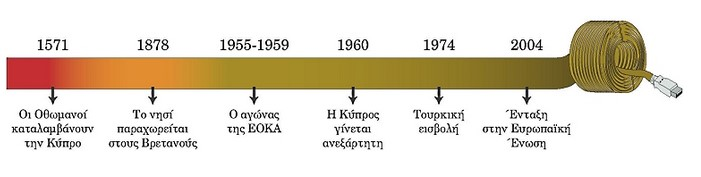 1571 1878 1955-1959 1960 1974 2004
Οι Οθωμανοί
καταλαμβάνουν
την Κύπρο
Το νησί
παραχωρείται
στους Βρετανούς
Ο αγώνας
της ΕΟΚΑ
Η Κύπρος
γίνεται
ανεξάρτητη
Τουρκική
εισβολή
Ένταξη
στην Ευρωπαϊκή
Ένωση